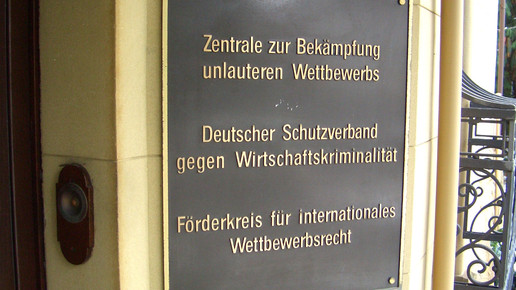 Zentrale zur Bekämpfung
unlauteren Wettbewerbs
Deutscher Schutzverband
gegen Wirtschaftskriminalität
Förderkreis für internationales
Wettbewerbsrecht